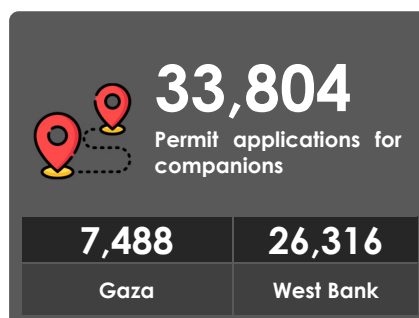 33,804
Permit applications for
companions
7,488 26,316
Gaza West Bank